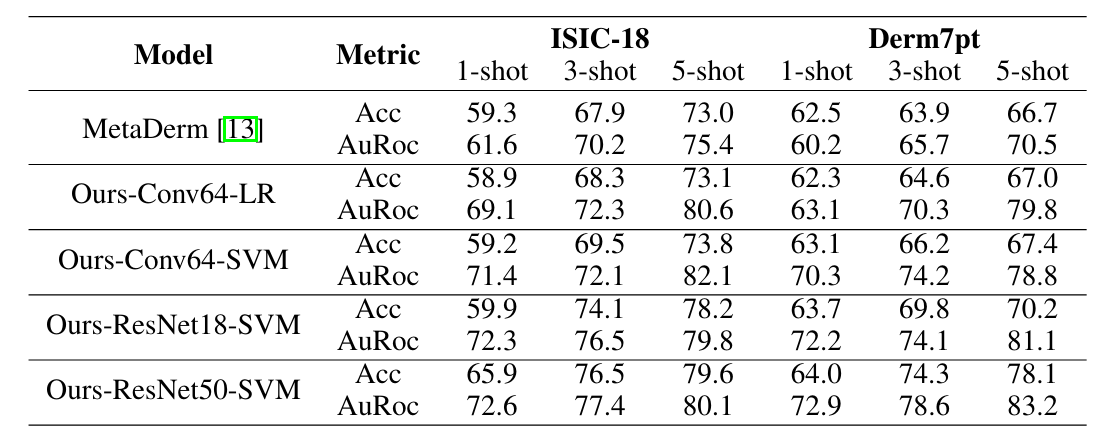 Model Metric ISIC-18 Derm7pt
1-shot 3-shot 5-shot 1-shot 3-shot 5-shot
MetaDerm [13] Acc 59.3 67.9 73.0 62.5 63.9 66.7
AuRoc 61.6 70.2 75.4 60.2 65.7 70.5
Ours-Conv64-LR Acc 58.9 68.3 73.1 62.3 64.6 67.0
AuRoc 69.1 72.3 80.6 63.1 70.3 79.8
Ours-Conv64-SVM Acc 59.2 69.5 73.8 63.1 66.2 67.4
AuRoc 71.4 72.1 82.1 70.3 74.2 78.8
Ours-ResNet18-SVM Acc 59.9 74.1 78.2 63.7 69.8 70.2
AuRoc 72.3 76.5 79.8 72.2 74.1 81.1
Ours-ResNet50-SVM Acc 65.9 76.5 79.6 64.0 74.3 78.1
AuRoc 72.6 77.4 80.1 72.9 78.6 83.2